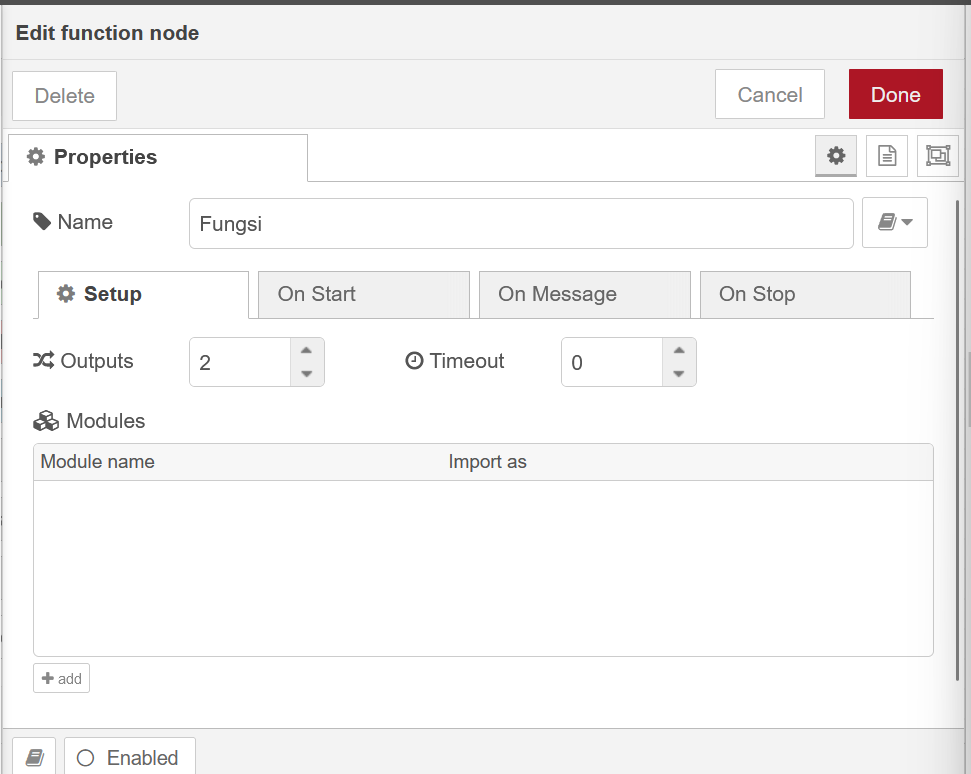 Edit function node
Delete
Cancel
Done
Properties
Name
Fungsi
Setup
On Start
On Message
On Stop
Outputs
2
Timeout
0
Modules
Module name
Import as
add
Enabled